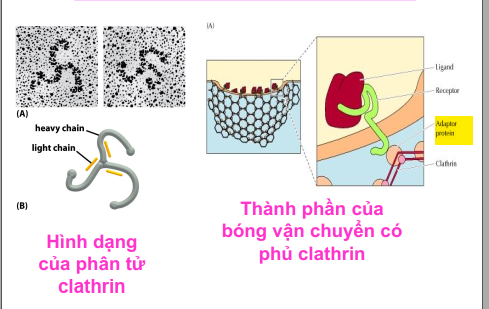 (A)
heavy chain
light chain
(B)
Hình dạng
của phân tử
clathrin
(A)
Ligand
Receptor
Adaptor
protein
Clathrin
Thành phần của
bóng vận chuyển có
phủ clathrin